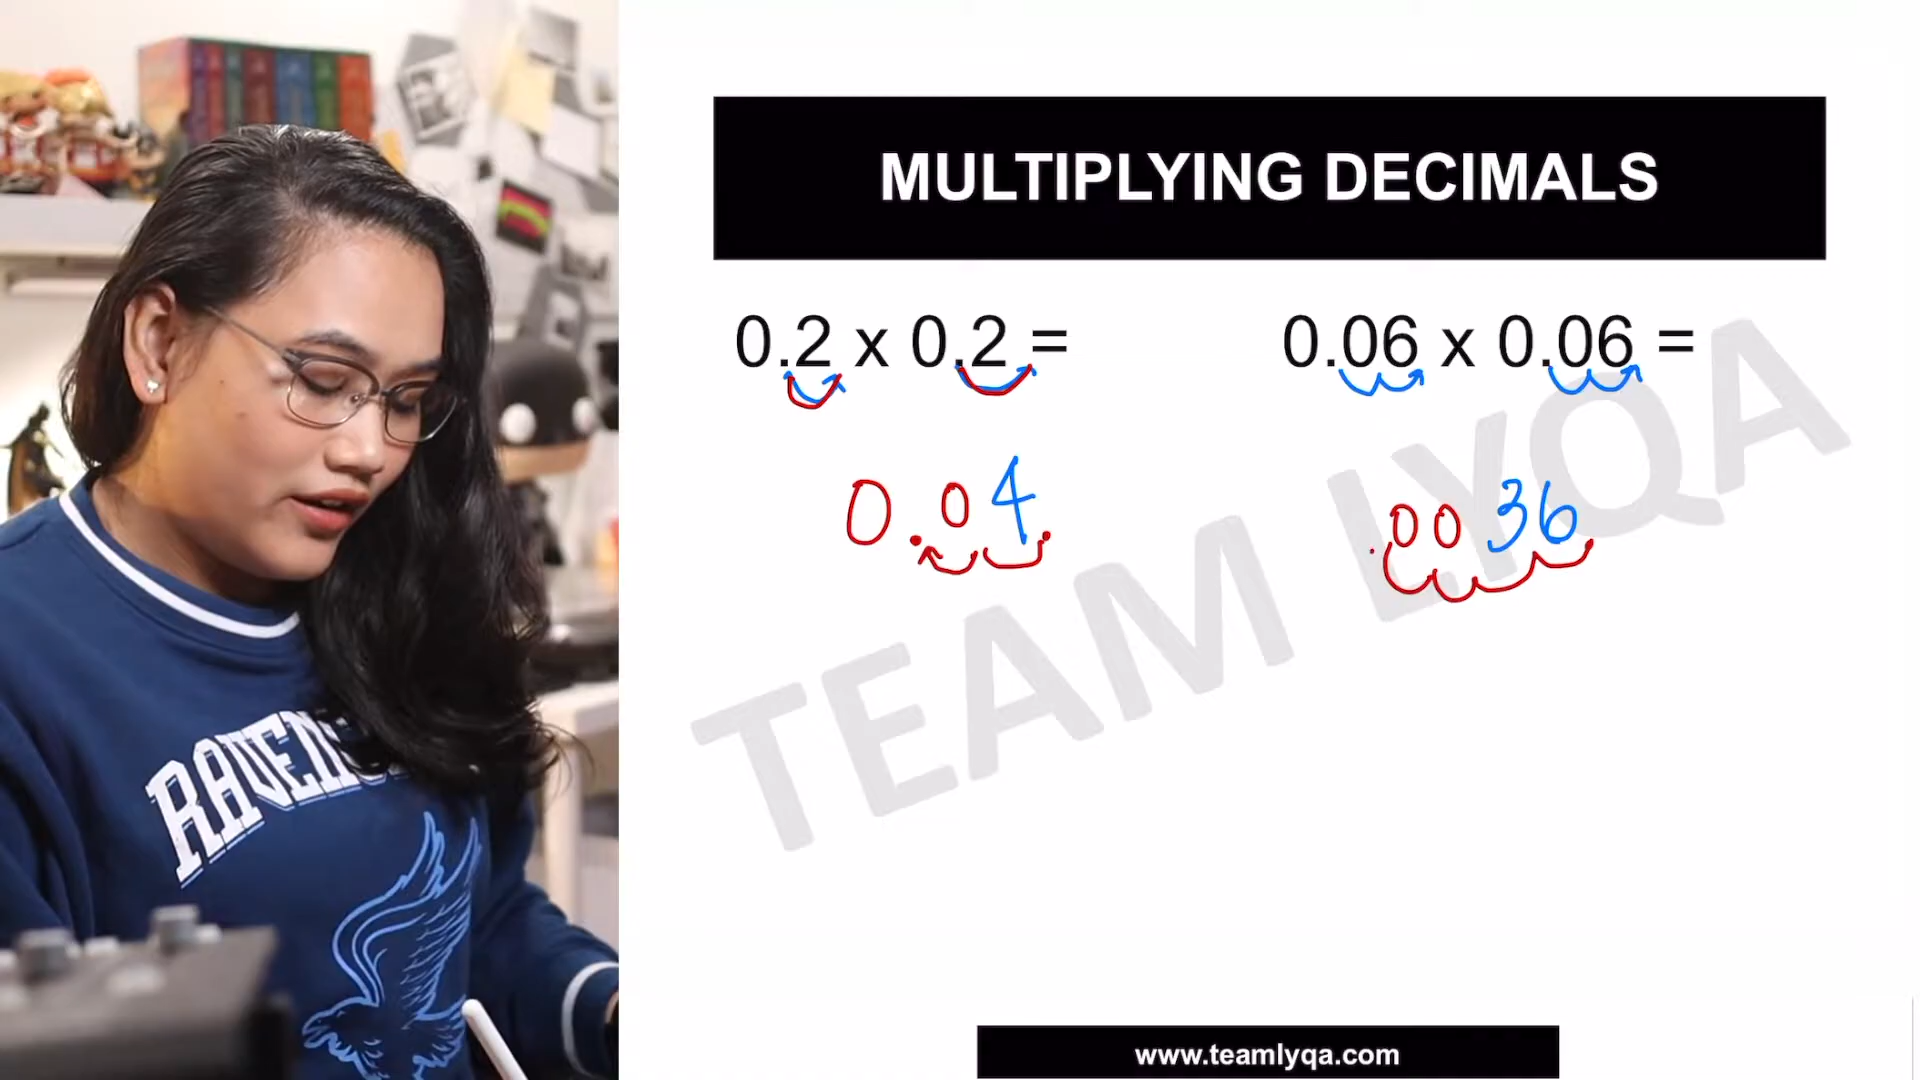 MULTIPLYING DECIMALS
0.2 x 0.2 =
0.06 x 0.06 =
0.04
.0036
TEAM LYQA
www.teamlyqa.com